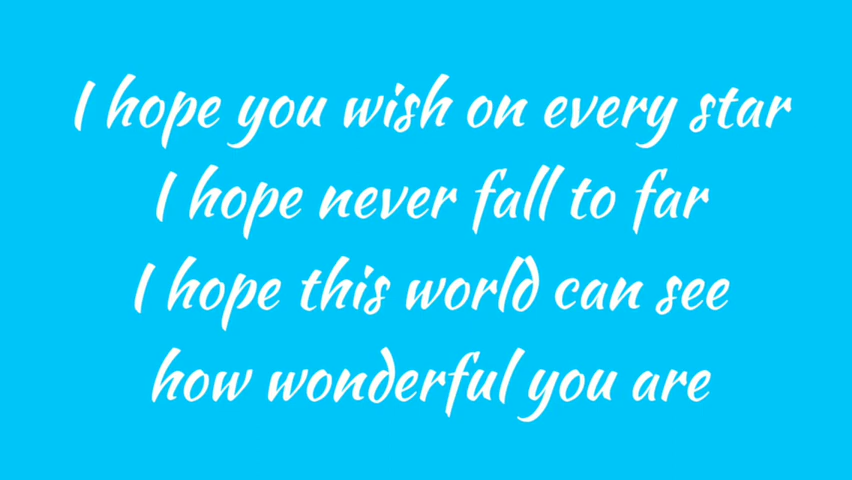 I hope you wish on every star
I hope never fall to far
I hope this world can see
how wonderful you are